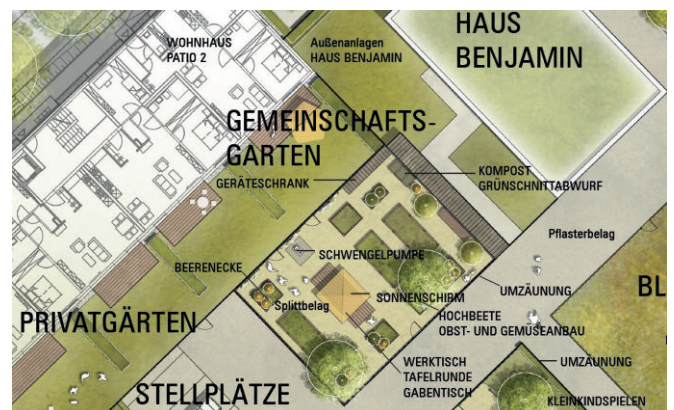 HAUS
BENJAMIN
WOHNHAUS
PATIO 2
Außenanlagen
HAUS BENJAMIN
GEMEINSCHAFTS-
GARTEN
GERÄTESCHRANK
KOMPOST
GRÜNSCHNITTABWURF
Pflasterbelag
SCHWENGELPUMPE
BEERENECKE
Splittbelag
SONNENSCHIRM
UMZÄUNUNG
BL
HOCHBEETE
OBST- UND GEMÜSEANBAU
PRIVATGÄRTEN
WERKTISCH
TAFELRUNDE
GABENTISCH
UMZÄUNUNG
STELLPLÄTZE
KLEINKINDSPIELEN